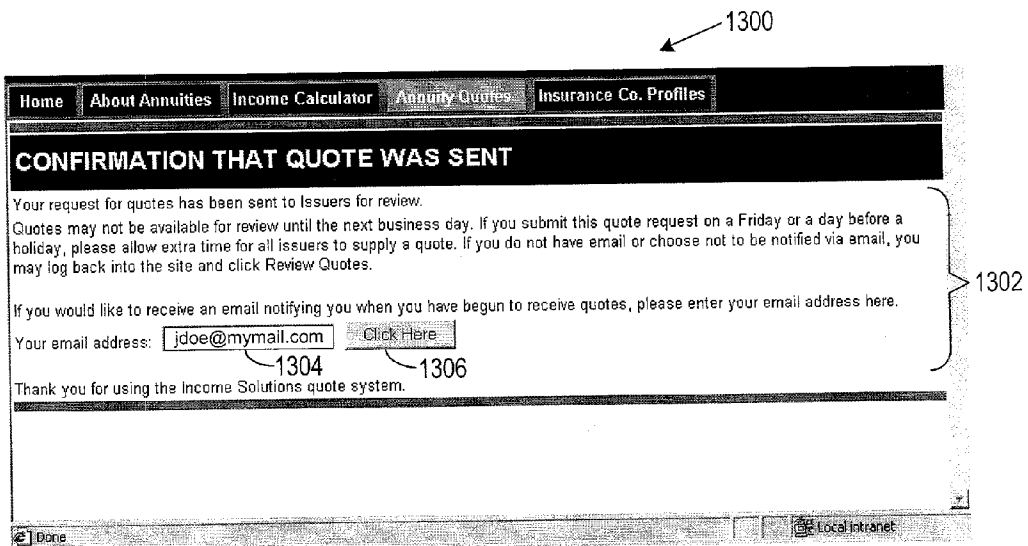 1300
Home About Annuities Income Calculator Annuity Quotes Insurance Co. Profiles
CONFIRMATION THAT QUOTE WAS SENT
Your request for quotes has been sent to Issuers for review.
Quotes may not be available for review until the next business day. If you submit this quote request on a Friday or a day before a
holiday, please allow extra time for all issuers to supply a quote. If you do not have email or choose not to be notified via email, you
may log back into the site and click Review Quotes.
If you would like to receive an email notifying you when you have begun to receive quotes, please enter your email address here.
Your email address: jdoe@mymail.com Click Here
1302
1304 1306
Thank you for using the Income Solutions quote system.
Done Local intranet